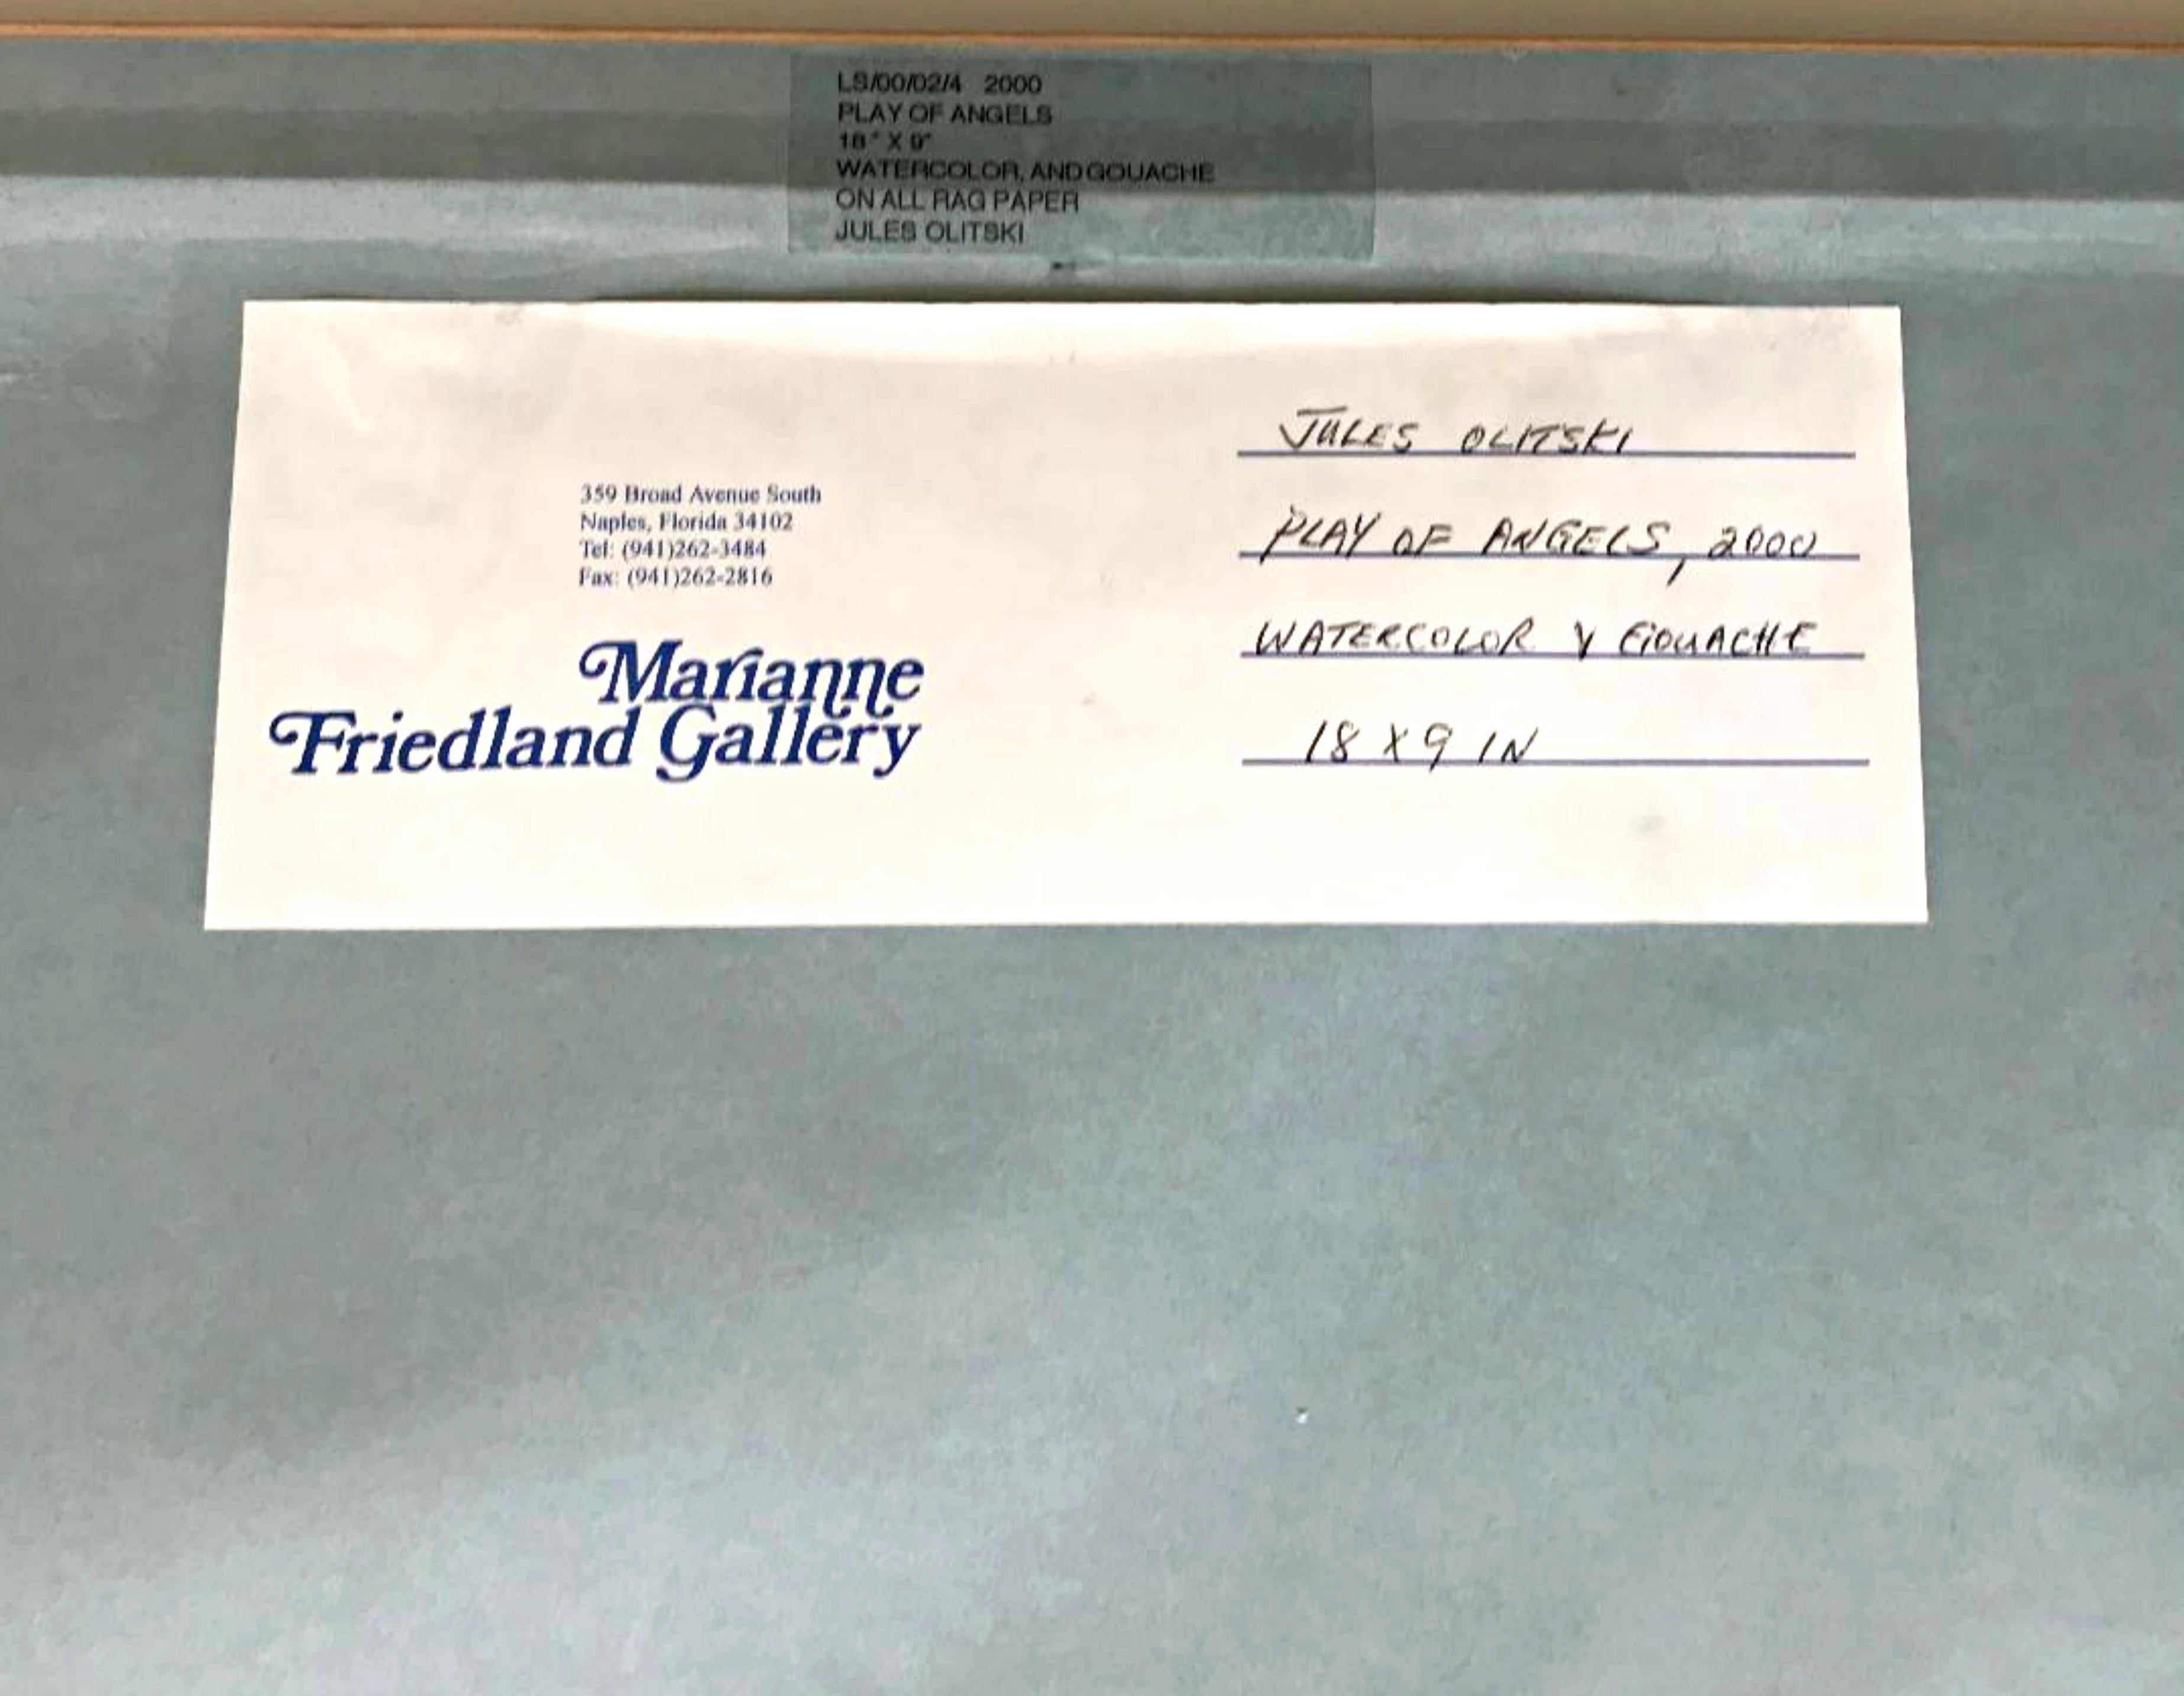 LS/00/02/4 2000
PLAY OF ANGELS
18" X 9"
WATERCOLOR, AND GOUACHE
ON ALL RAG PAPER
JULES OLITSKI
359 Broad Avenue South
Naples, Florida 34102
Tel: (941)262-3484
Fax: (941)262-2816
Marianne
Friedland Gallery
JULES OLITSKI
PLAY OF ANGELS, 2000
WATERCOLOR Y GOUACHE
18 X 9 IN